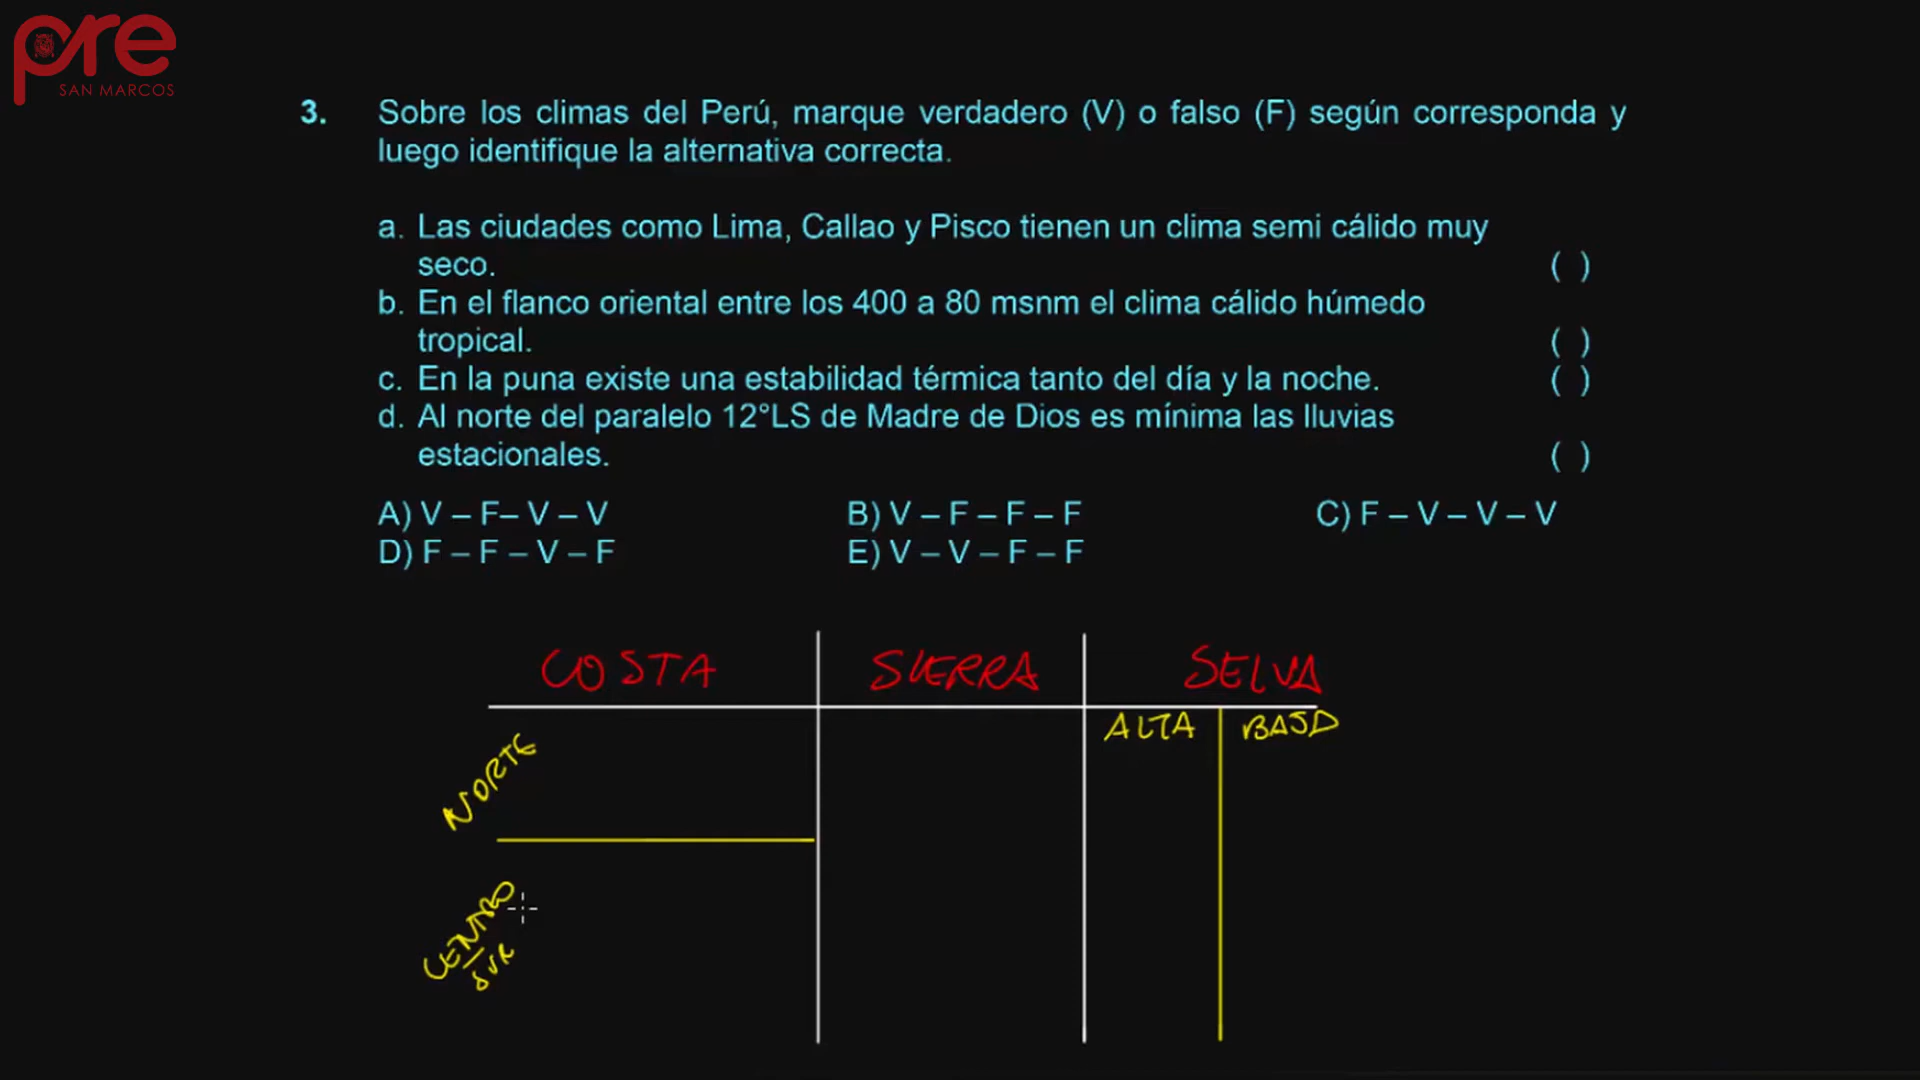 pre
SAN MARCOS
3. Sobre los climas del Perú, marque verdadero (V) o falso (F) según corresponda y
luego identifique la alternativa correcta.
a. Las ciudades como Lima, Callao y Pisco tienen un clima semi cálido muy
seco. ( )
b. En el flanco oriental entre los 400 a 80 msnm el clima cálido húmedo
tropical. ( )
c. En la puna existe una estabilidad térmica tanto del día y la noche. ( )
d. Al norte del paralelo 12°LS de Madre de Dios es mínima las lluvias
estacionales. ( )
A) V – F– V – V B) V – F – F – F C) F – V – V – V
D) F – F – V – F E) V – V – F – F
COSTA SIERRA SELVA
ALTA BAJA
NORTE
CENTRO
SUR